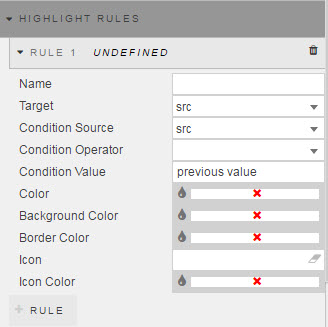 HIGHLIGHT RULES
RULE 1 UNDEFINED
Name
Target src
Condition Source src
Condition Operator
Condition Value previous value
Color
Background Color
Border Color
Icon
Icon Color
+ RULE